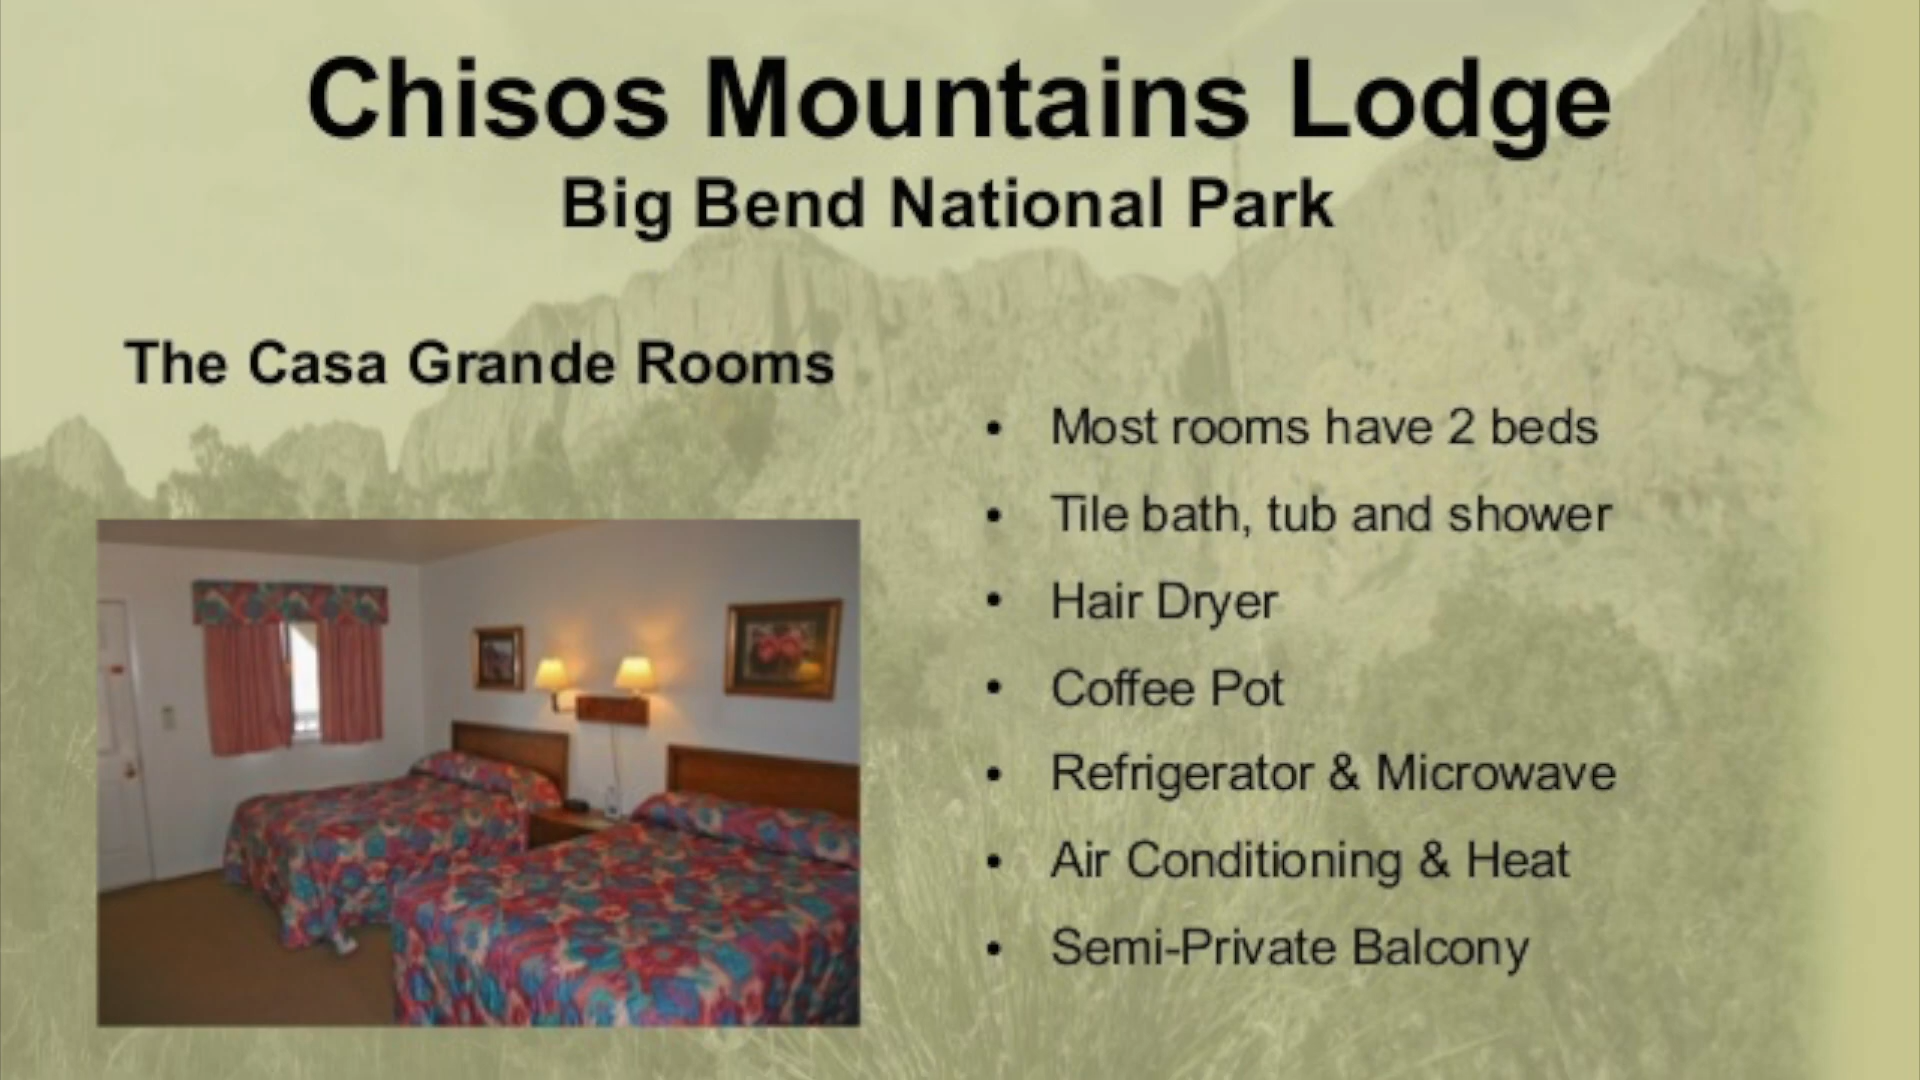 Chisos Mountains Lodge
Big Bend National Park
The Casa Grande Rooms
• Most rooms have 2 beds
• Tile bath, tub and shower
• Hair Dryer
• Coffee Pot
• Refrigerator & Microwave
• Air Conditioning & Heat
• Semi-Private Balcony